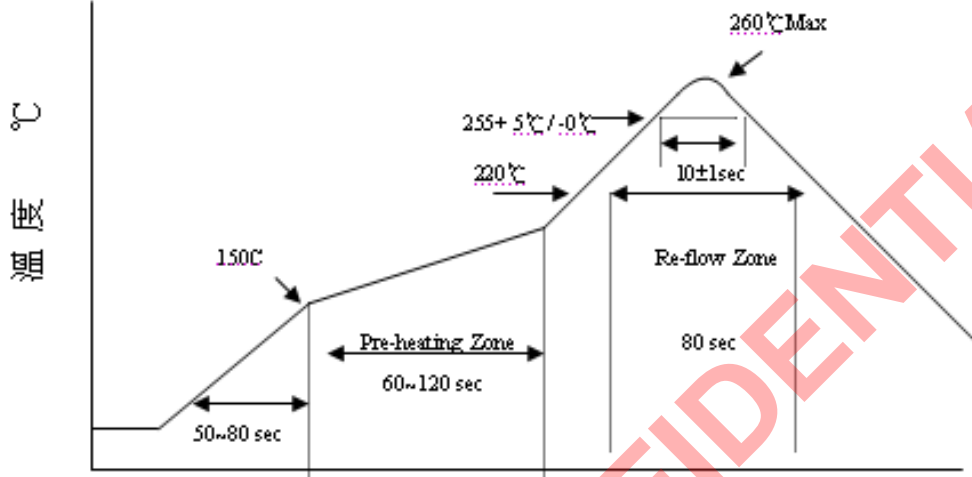 260℃Max
255+ 5℃ / -0℃
220℃
10±1sec
150C
Re-flow Zone
Pre-heating Zone
80 sec
60~120 sec
50~80 sec
溫度 ℃
FIDENTI